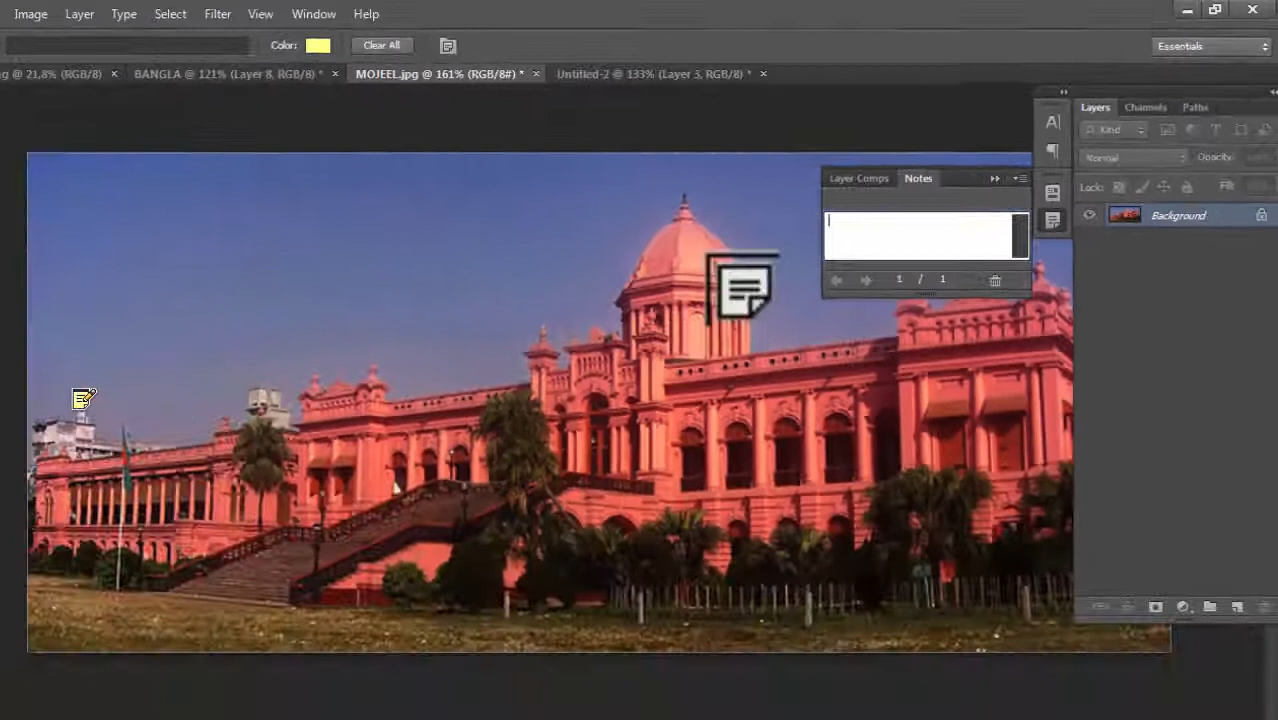 Image Layer Type Select Filter View Window Help
Color: Clear All Essentials
g @ 21,8% (RGB/8) × BANGLA @ 121% (Layer 8, RGB/8) * × MOJEEL.jpg @ 161% (RGB/8#) * × Untitled-2 @ 133% (Layer 3, RGB/8) * ×
Layers Channels Paths
Kind
Normal Opacity:
Lock: Fill:
Background
Layer Comps Notes
1 / 1